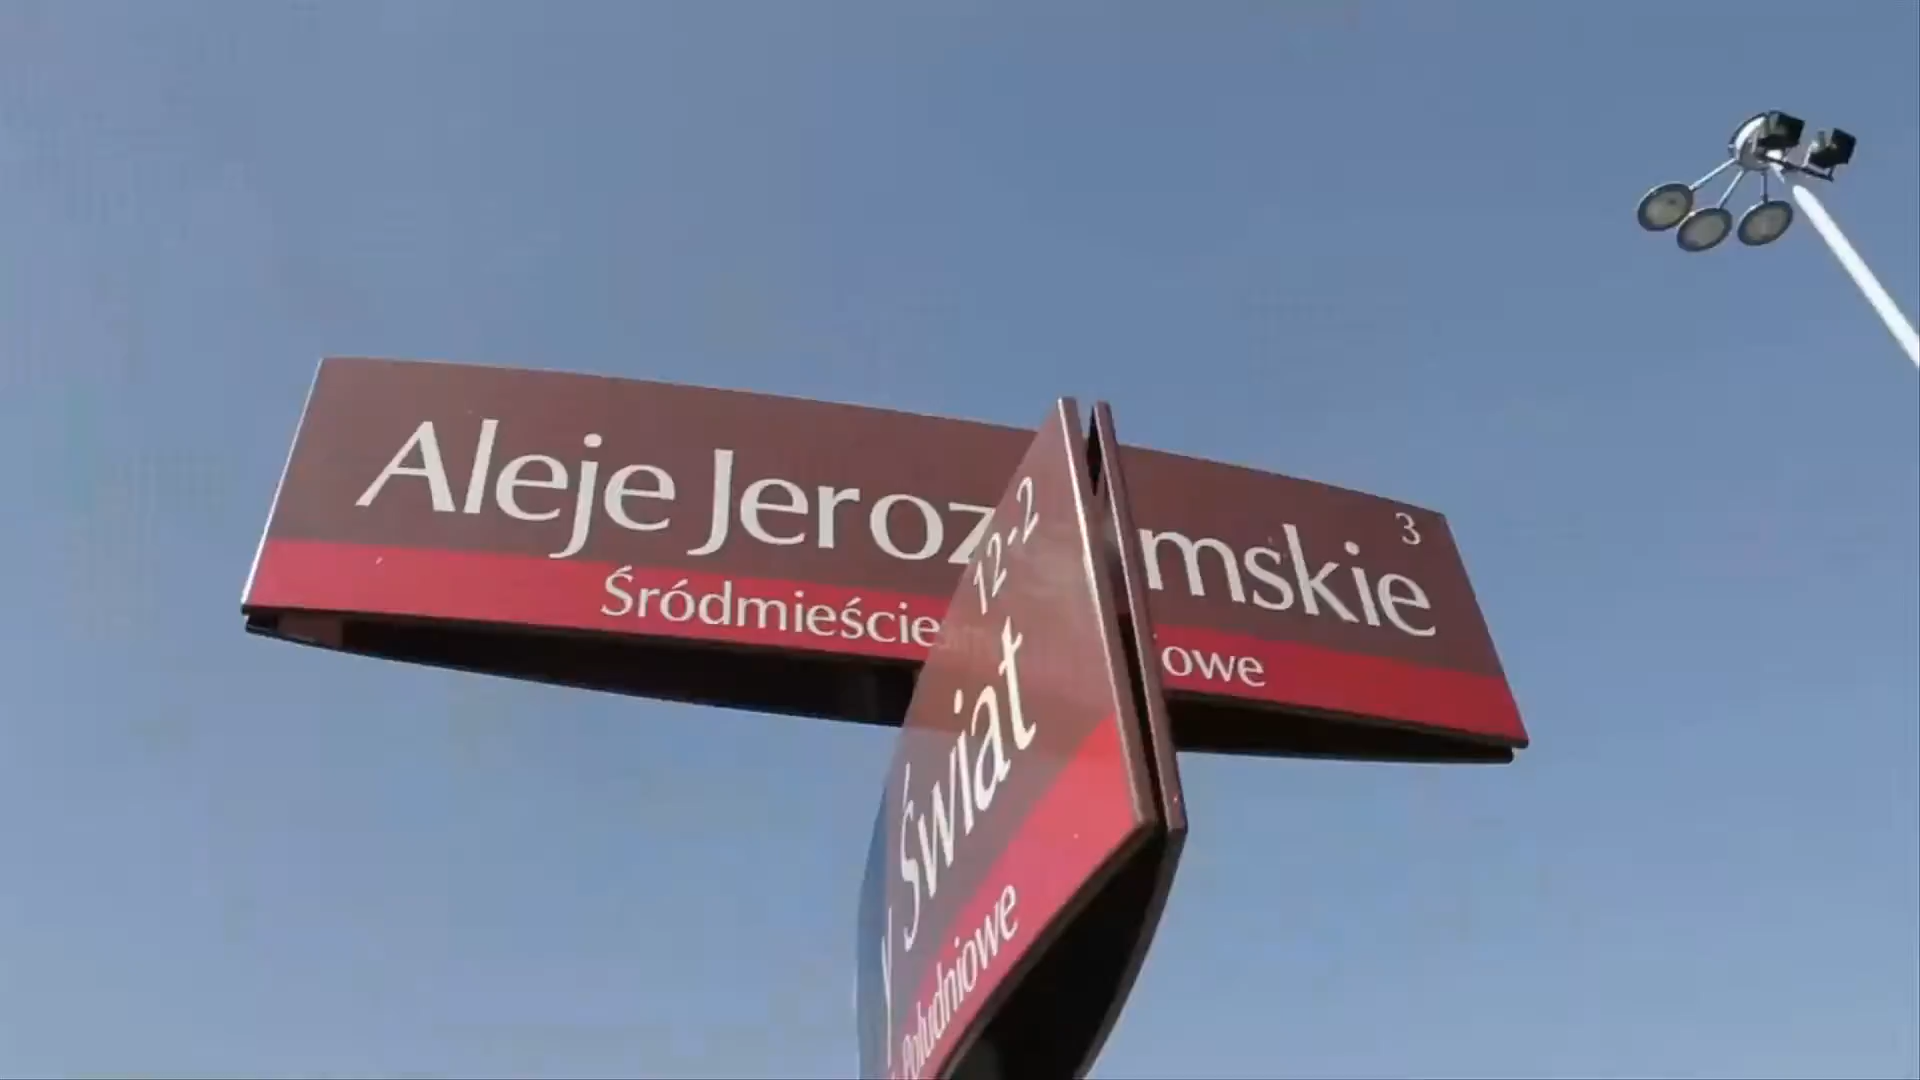 Aleje Jeroz mskie
3
Śródmieście owe
12-2
y Świat
Południowe